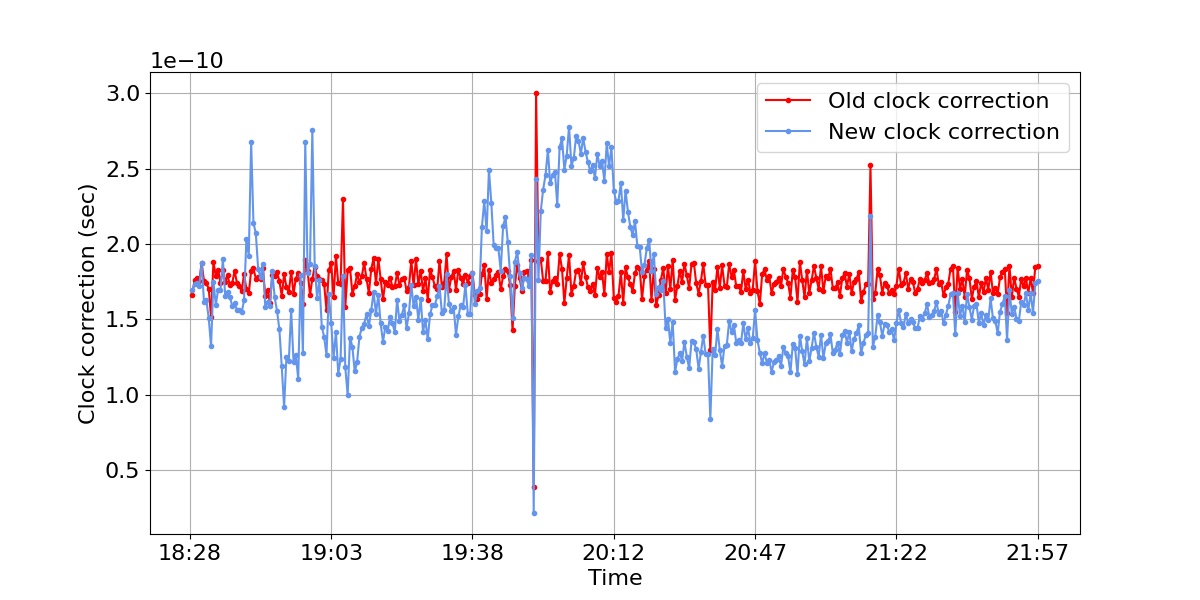 1e−10
3.0
2.5
2.0
1.5
1.0
0.5
Clock correction (sec)
Old clock correction
New clock correction
18:28 19:03 19:38 20:12 20:47 21:22 21:57
Time